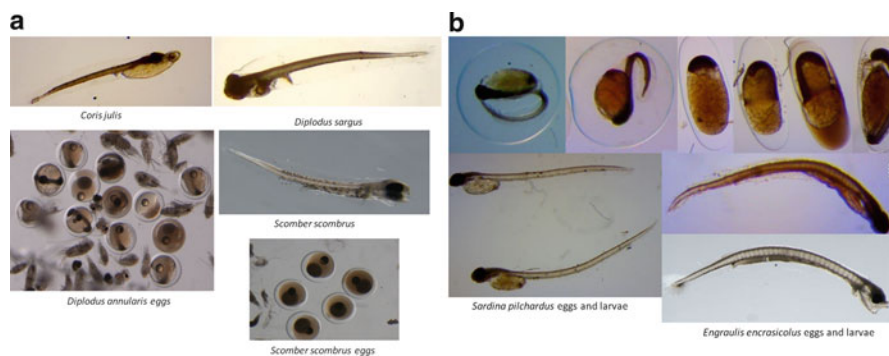 a
Coris julis
Diplodus sargus
Diplodus annularis eggs
Scomber scombrus
Scomber scombrus eggs
b
Sardina pilchardus eggs and larvae
Engraulis encrasicolus eggs and larvae